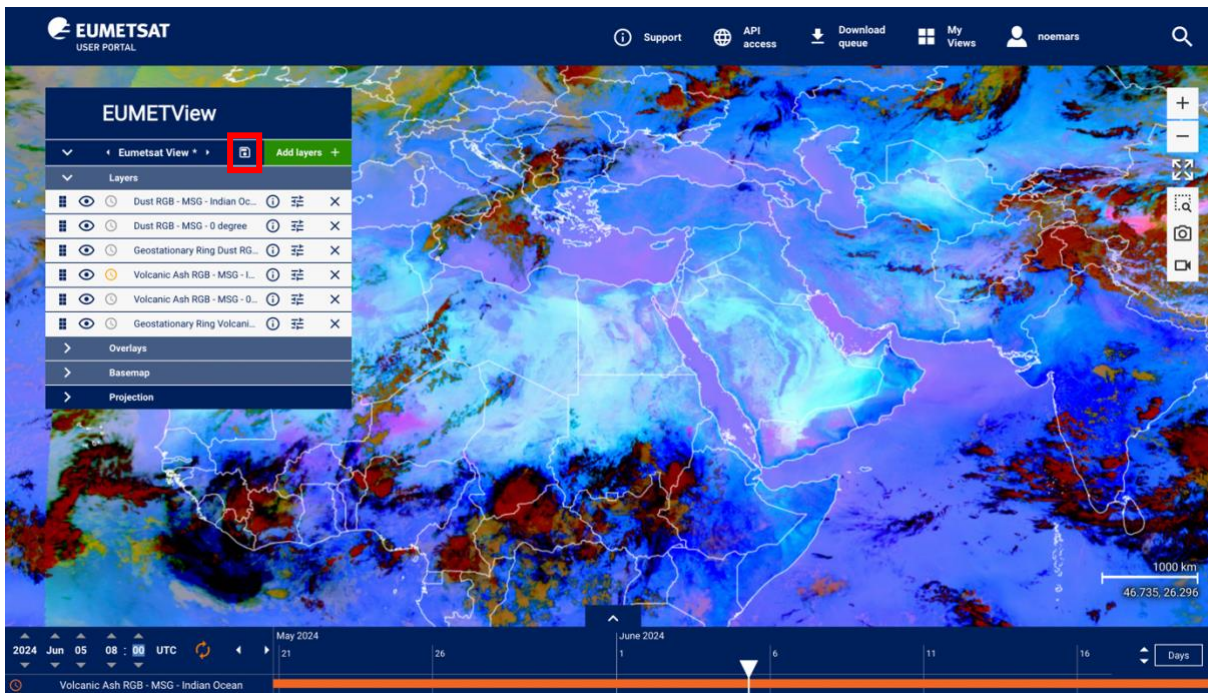 EUMETSAT
USER PORTAL
Support
API
access
Download
queue
My
Views
noemars
EUMETView
Eumetsat View *
Add layers +
Layers
Dust RGB - MSG - Indian Oc...
Dust RGB - MSG - 0 degree
Geostationary Ring Dust RG...
Volcanic Ash RGB - MSG - I...
Volcanic Ash RGB - MSG - 0...
Geostationary Ring Volcani...
Overlays
Basemap
Projection
1000 km
46.735, 26.296
May 2024
June 2024
2024 Jun 05 08 : 00 UTC
21
26
1
6
11
16
Days
Volcanic Ash RGB - MSG - Indian Ocean